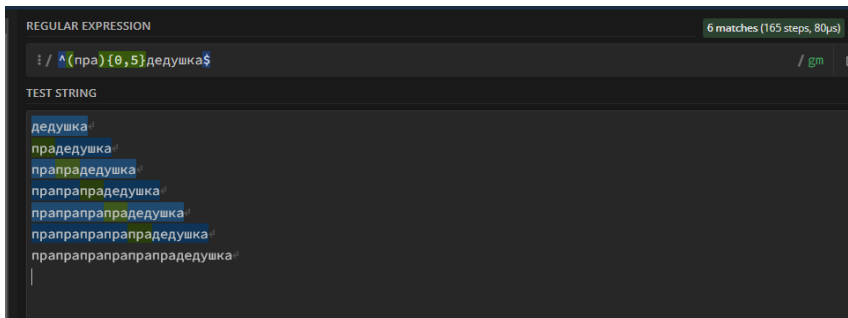 REGULAR EXPRESSION
6 matches (165 steps, 80μs)
⋮ / ^(пра){0,5}дедушка$ / gm
TEST STRING
дедушка↵
прадедушка↵
прапрадедушка↵
прапрапрадедушка↵
прапрапрапрадедушка↵
прапрапрапрапрадедушка↵
прапрапрапрапрапрадедушка↵